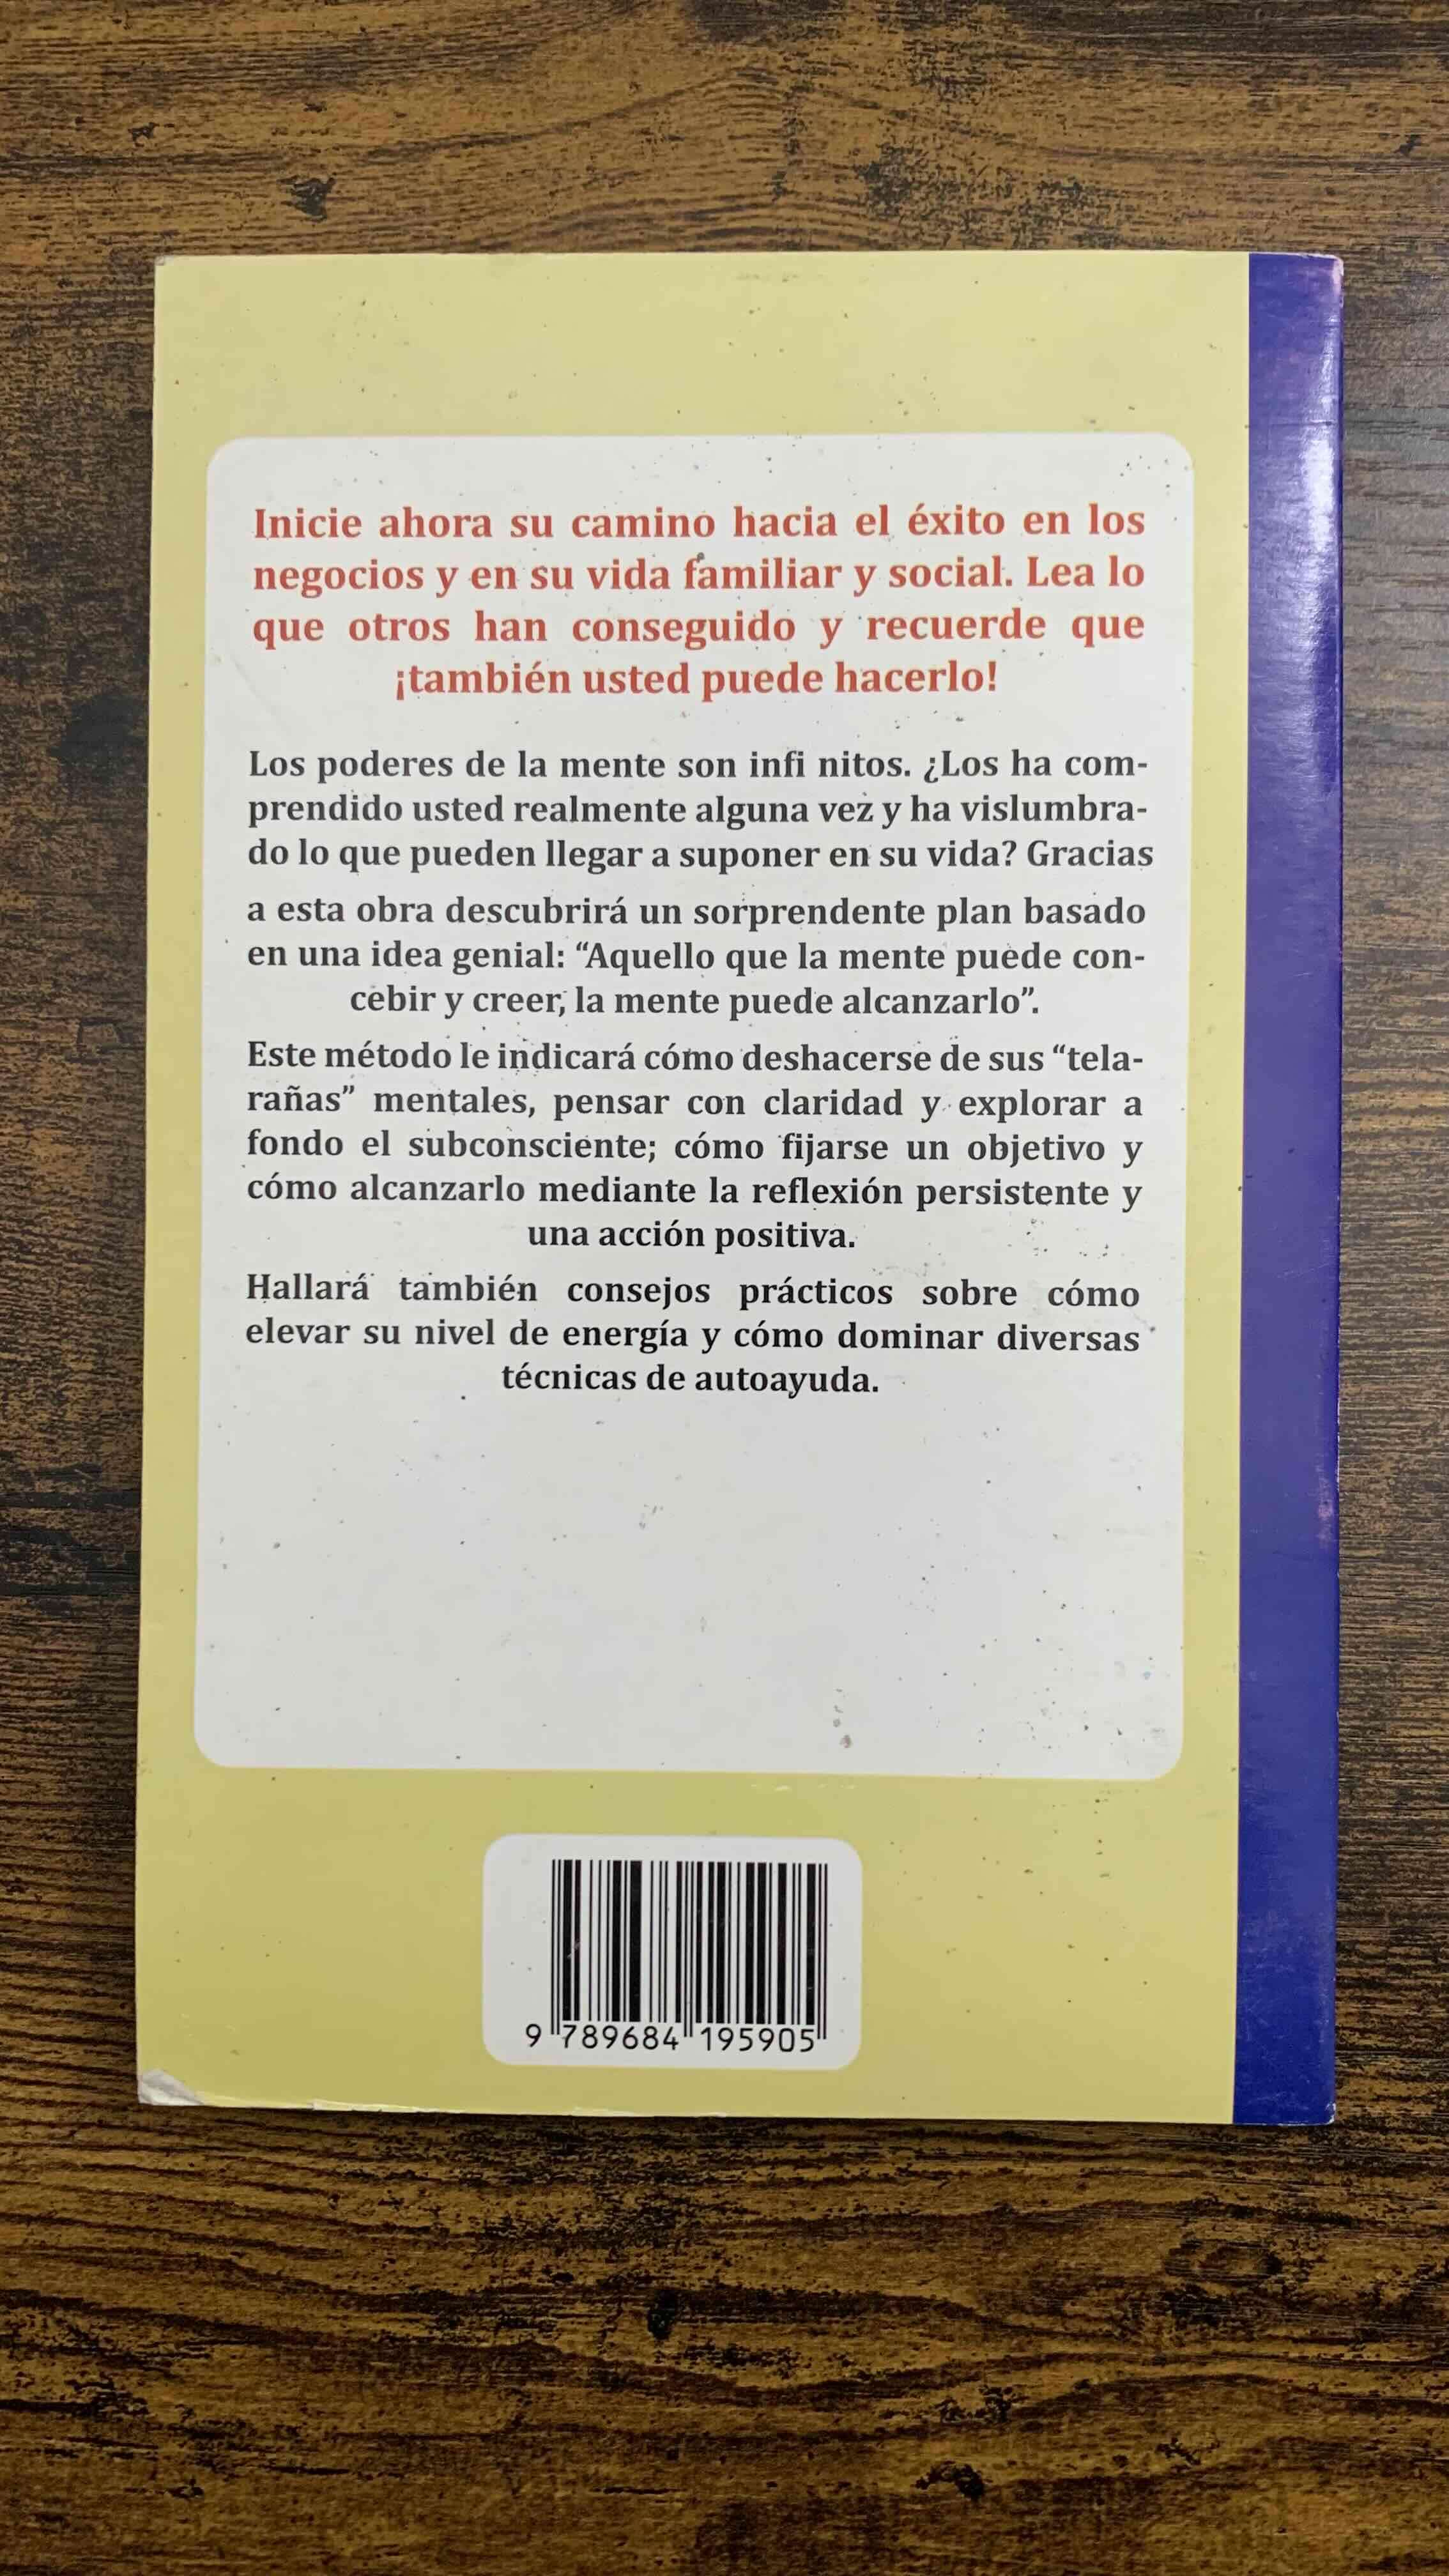 Inicie ahora su camino hacia el éxito en los
negocios y en su vida familiar y social. Lea lo
que otros han conseguido y recuerde que
¡también usted puede hacerlo!
Los poderes de la mente son infi nitos. ¿Los ha com-
prendido usted realmente alguna vez y ha vislumbra-
do lo que pueden llegar a suponer en su vida? Gracias
a esta obra descubrirá un sorprendente plan basado
en una idea genial: “Aquello que la mente puede con-
cebir y creer, la mente puede alcanzarlo”.
Este método le indicará cómo deshacerse de sus “tela-
rañas” mentales, pensar con claridad y explorar a
fondo el subconsciente; cómo fijarse un objetivo y
cómo alcanzarlo mediante la reflexión persistente y
una acción positiva.
Hallará también consejos prácticos sobre cómo
elevar su nivel de energía y cómo dominar diversas
técnicas de autoayuda.
9 789684 195905